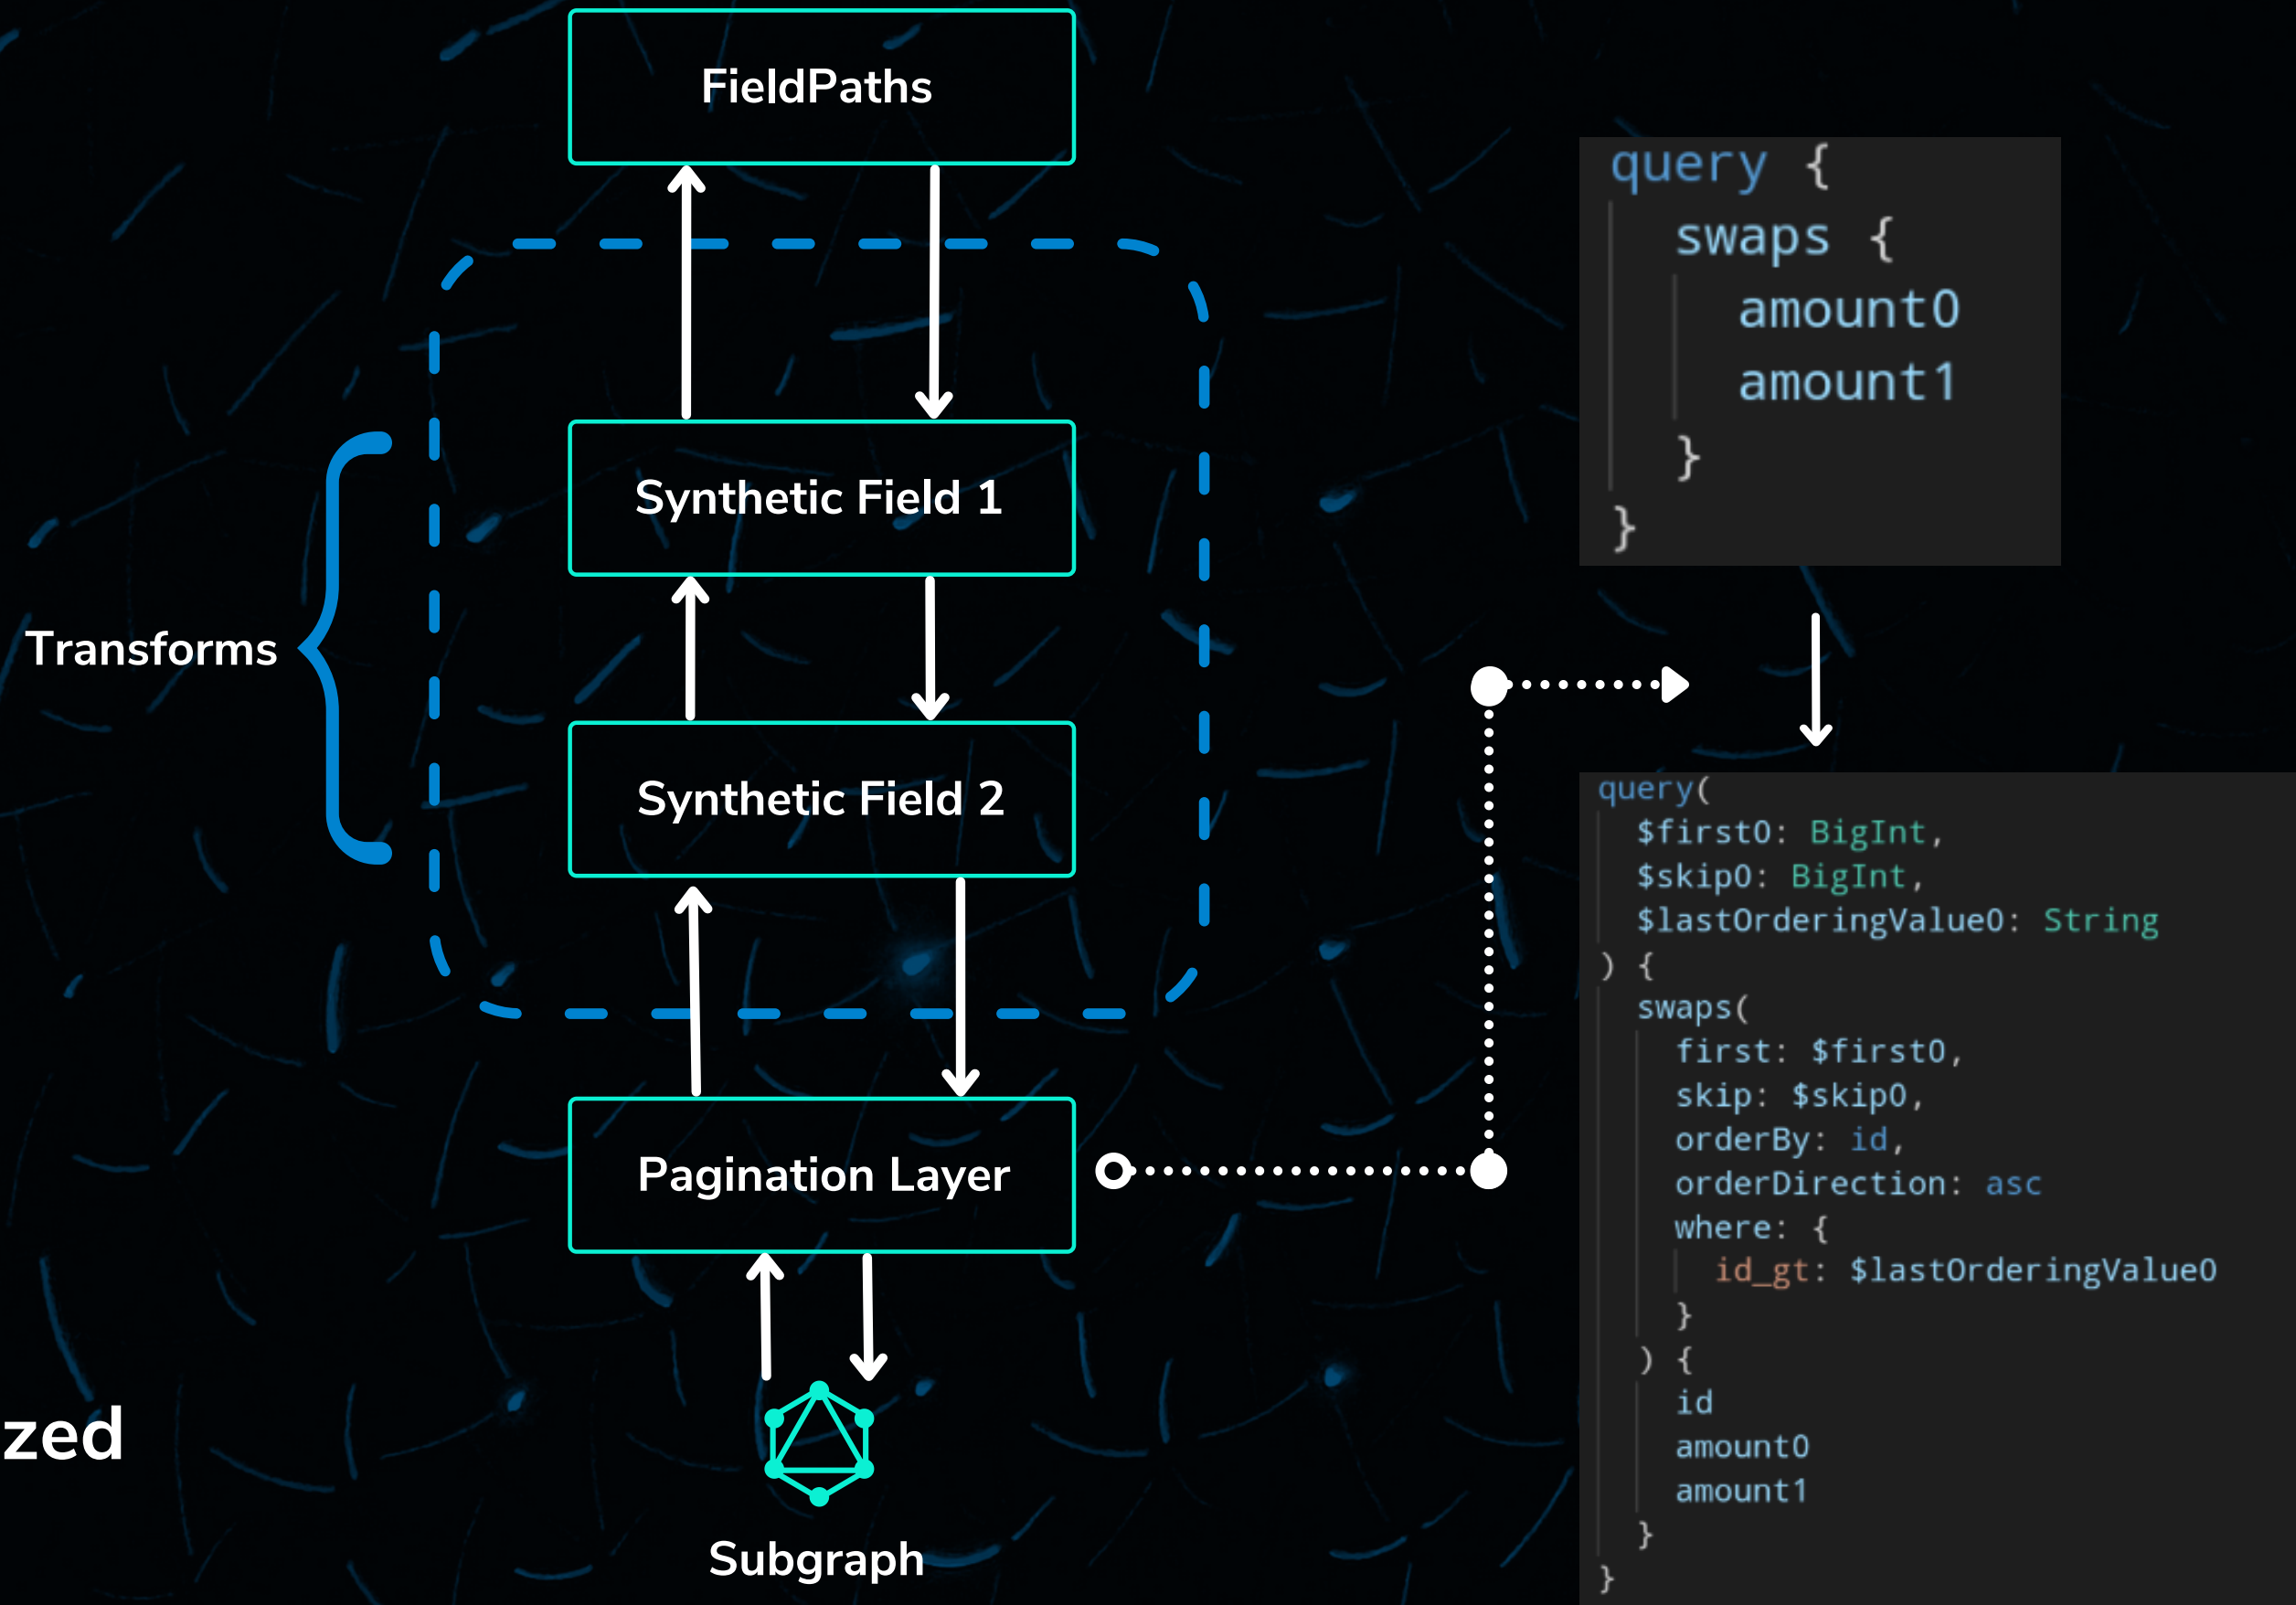 FieldPaths
Synthetic Field 1
Transforms
Synthetic Field 2
Pagination Layer
zed
Subgraph
query {
swaps {
amount0
amount1
}
}
query(
$first0: BigInt,
$skip0: BigInt,
$lastOrderingValue0: String
) {
swaps(
first: $first0,
skip: $skip0,
orderBy: id,
orderDirection: asc
where: {
id_gt: $lastOrderingValue0
}
) {
id
amount0
amount1
}
}